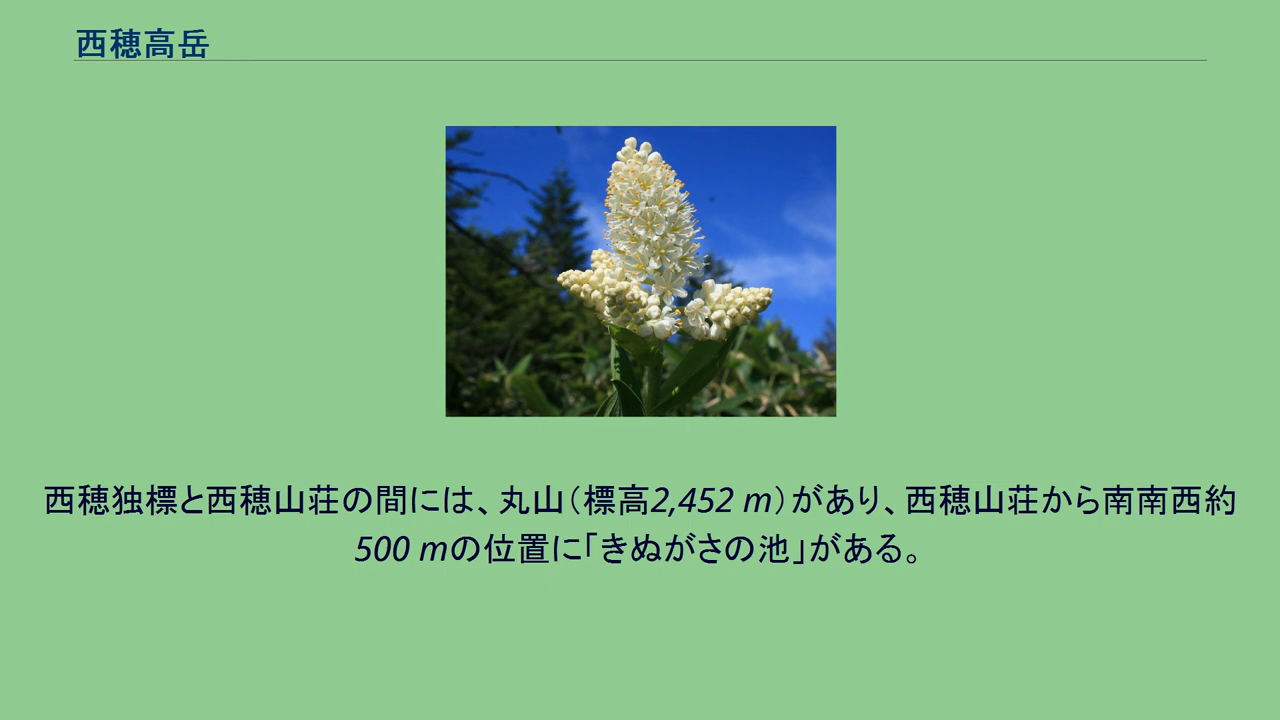 西穂高岳
西穂独標と西穂山荘の間には、丸山（標高2,452 m）があり、西穂山荘から南南西約
500 mの位置に「きぬがさの池」がある。